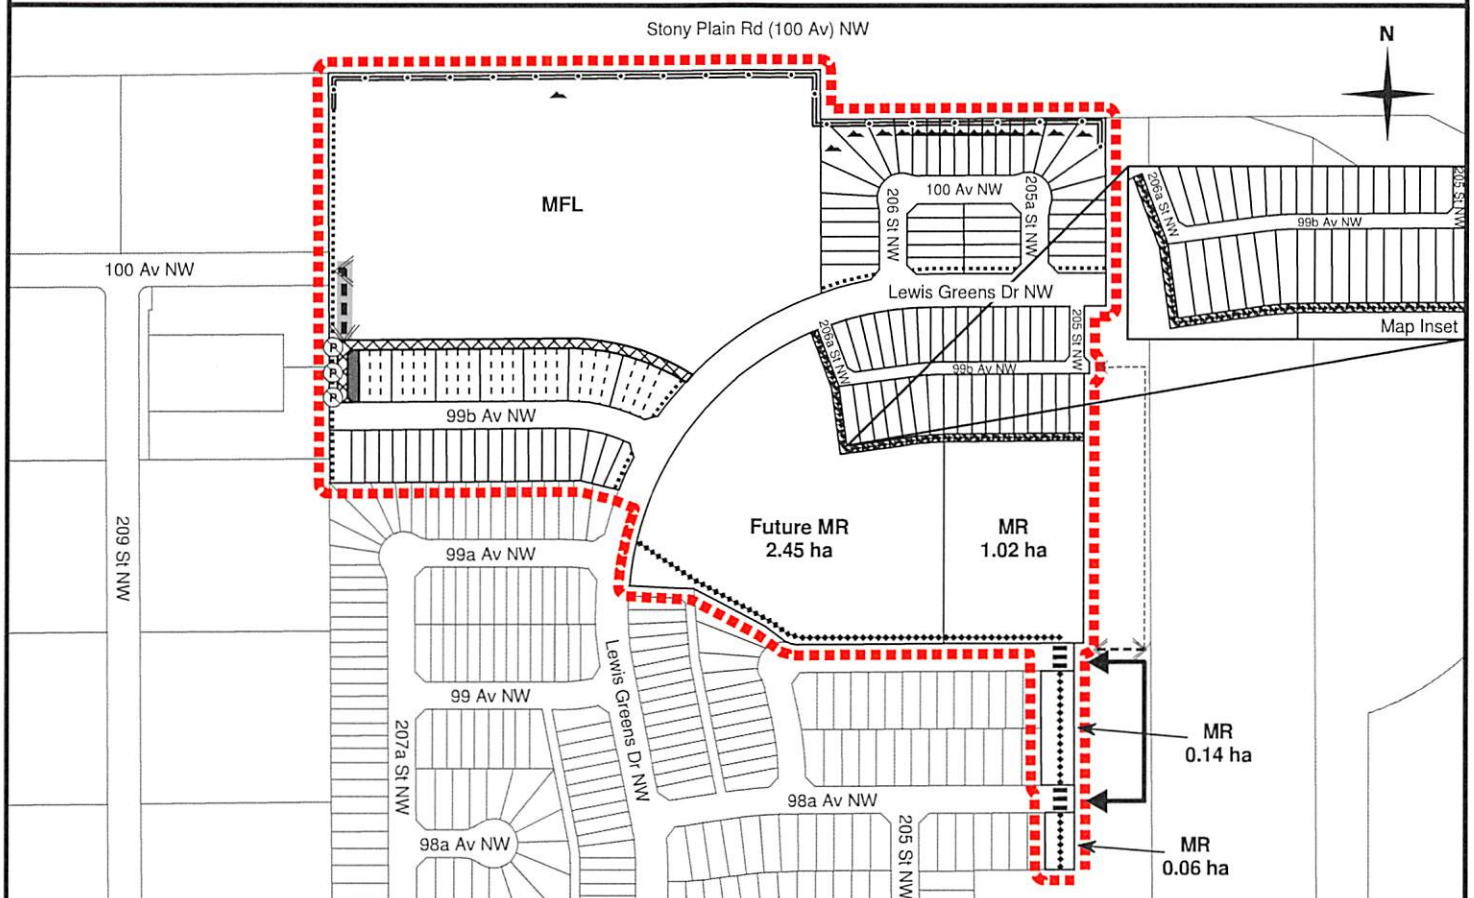 Stony Plain Rd (100 Av) NW
N
MFL
100 Av NW
206 St NW
205a St NW
100 Av NW
Lewis Greens Dr NW
206a St NW
99b Av NW
205 St NW
Map Inset
206a St NW
99b Av NW
205 St NW
R
R
R
99b Av NW
Future MR
2.45 ha
MR
1.02 ha
209 St NW
99a Av NW
Lewis Greens Dr NW
99 Av NW
207a St NW
MR
0.14 ha
98a Av NW
98a Av NW
205 St NW
MR
0.06 ha